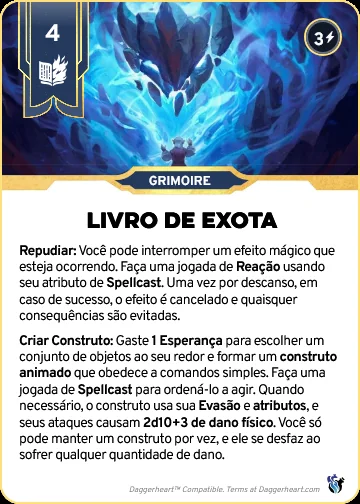 4
3
GRIMOIRE
LIVRO DE EXOTA
Repudiar: Você pode interromper um efeito mágico que
esteja ocorrendo. Faça uma jogada de Reação usando
seu atributo de Spellcast. Uma vez por descanso, em
caso de sucesso, o efeito é cancelado e quaisquer
consequências são evitadas.
Criar Construto: Gaste 1 Esperança para escolher um
conjunto de objetos ao seu redor e formar um construto
animado que obedece a comandos simples. Faça uma
jogada de Spellcast para ordená-lo a agir. Quando
necessário, o construto usa sua Evasão e atributos, e
seus ataques causam 2d10+3 de dano físico. Você só
pode manter um construto por vez, e ele se desfaz ao
sofrer qualquer quantidade de dano.
Daggerheart™ Compatible. Terms at Daggerheart.com